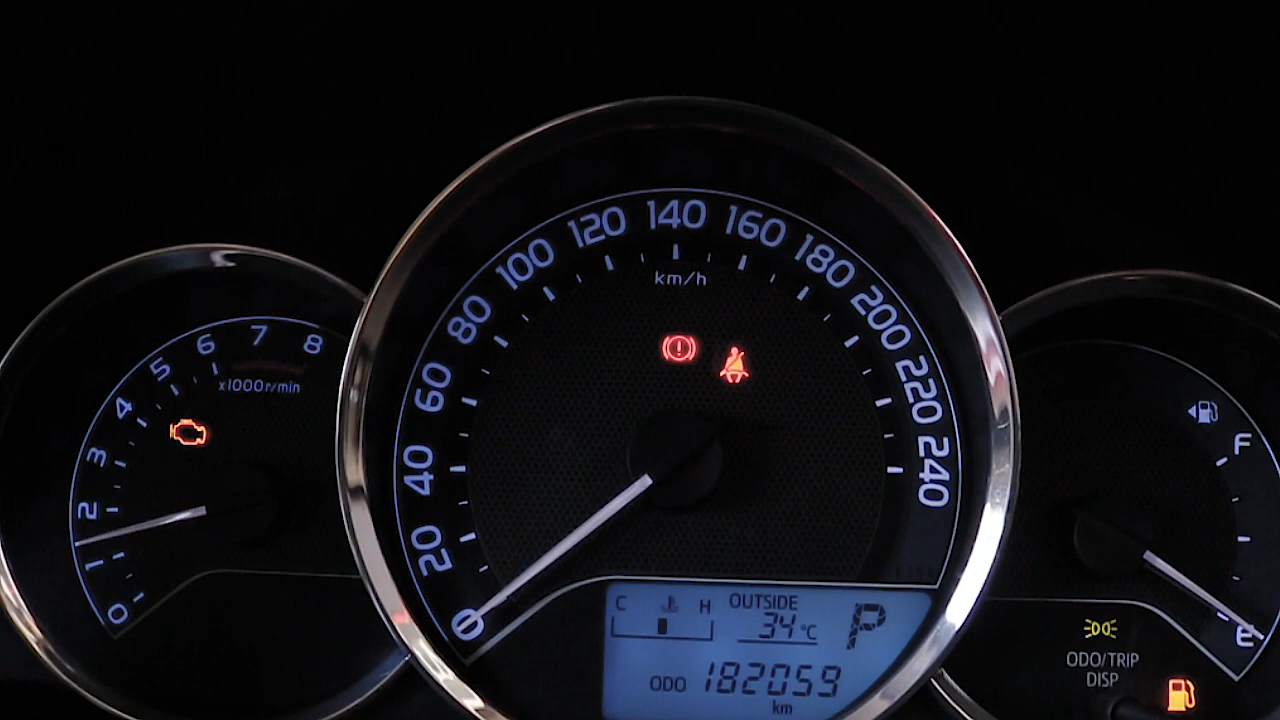 0 1 2 3 4 5 6 7 8
x1000r/min
0 20 40 60 80 100 120 140 160 180 200 220 240
km/h
C H OUTSIDE
34°C
P
ODO 182059
km
F
E
ODO/TRIP
DISP